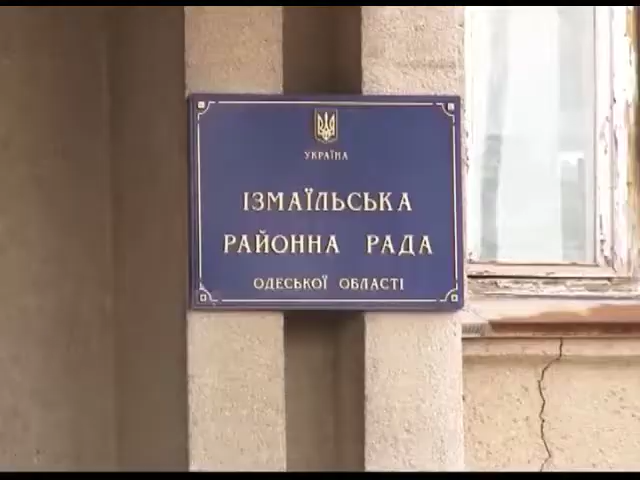 УКРАЇНА
ІЗМАЇЛЬСЬКА
РАЙОННА РАДА
ОДЕСЬКОЇ ОБЛАСТІ